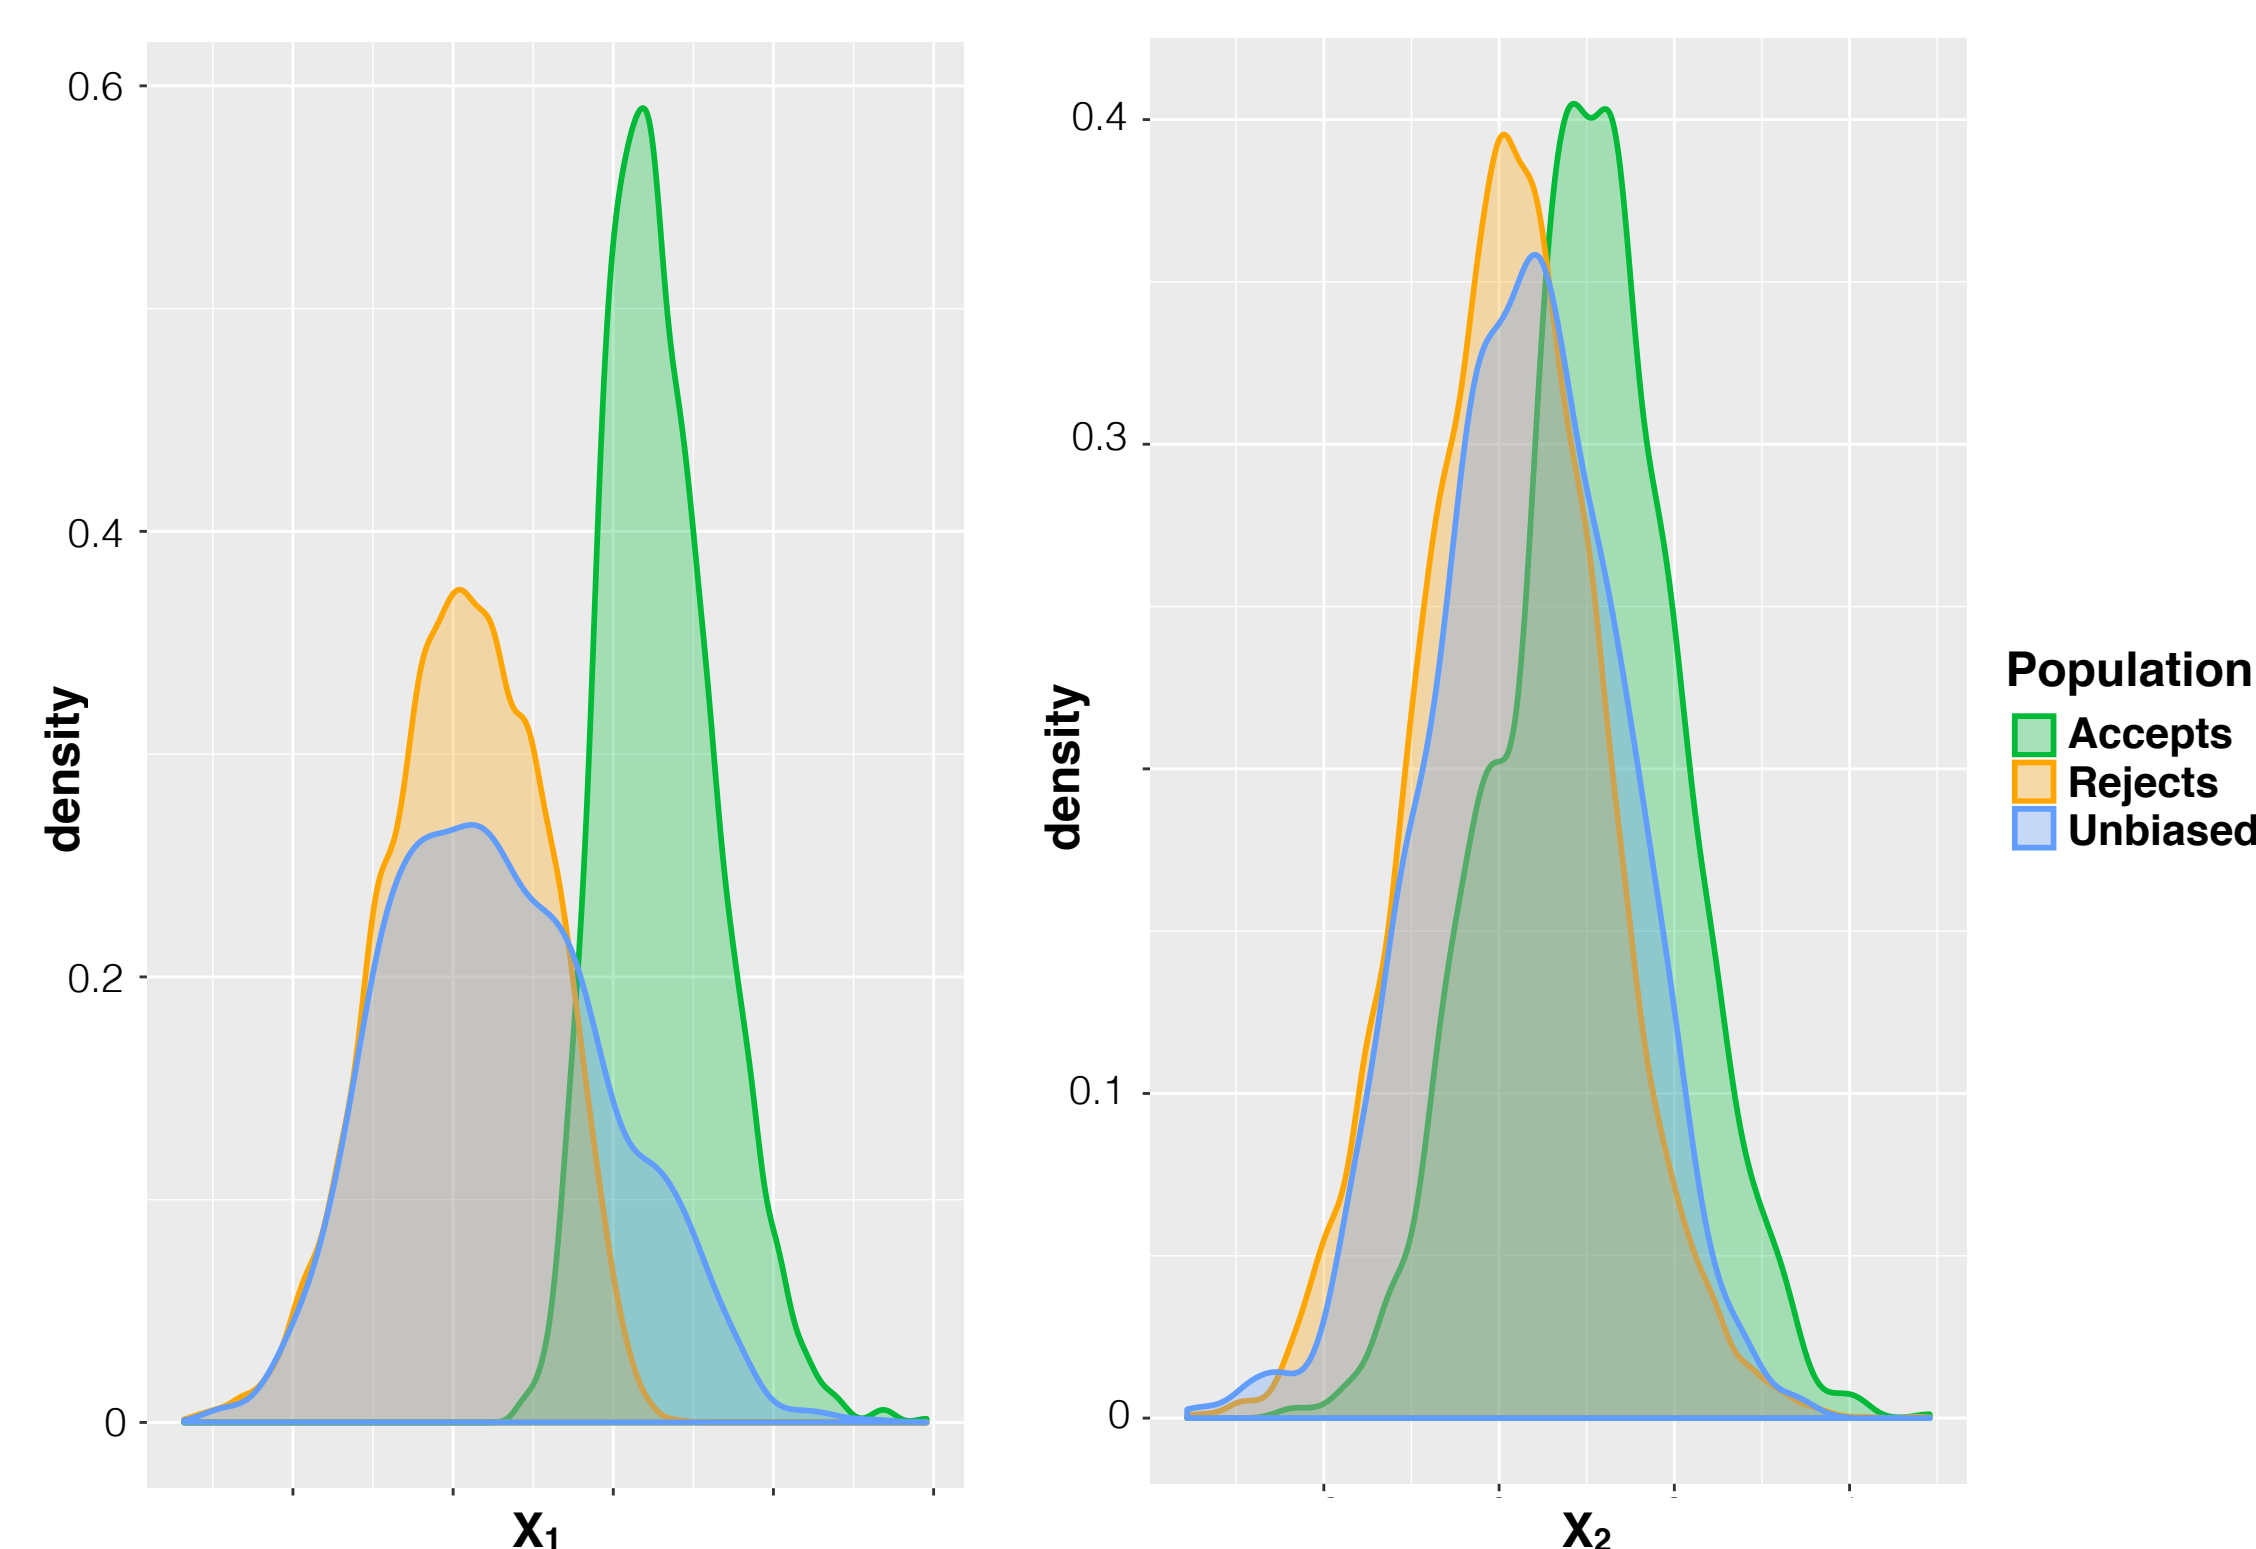 0.6
0.4
0.2
0
density
X1
0.4
0.3
0.1
0
density
X2
Population
Accepts
Rejects
Unbiased